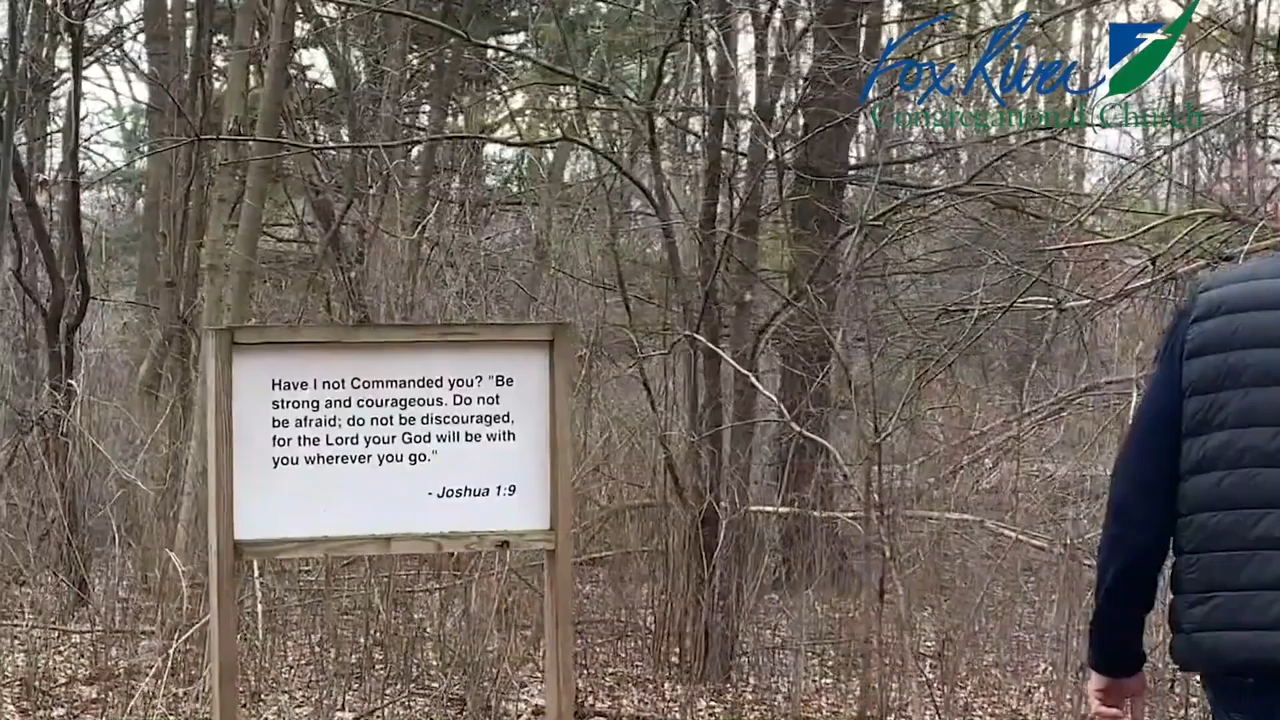 Fox River
Congregational Church
Have I not Commanded you? "Be
strong and courageous. Do not
be afraid; do not be discouraged,
for the Lord your God will be with
you wherever you go."
- Joshua 1:9